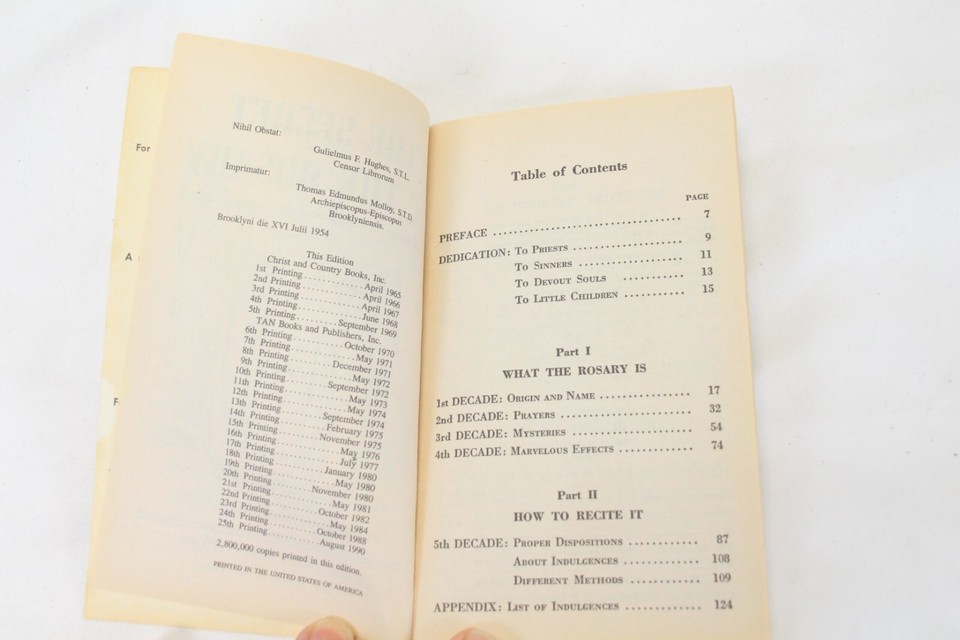 For
A
F
Nihil Obstat:
Gulielmus F. Hughes, S.T.L.
Censor Librorum
Imprimatur:
Thomas Edmundus Molloy, S.T.D.
Archiepiscopus-Episcopus
Brooklyniensis.
Brooklyni die XVI Julii 1954
This Edition
Christ and Country Books, Inc.
1st Printing............April 1965
2nd Printing............April 1966
3rd Printing............April 1967
4th Printing............June 1968
5th Printing........September 1969
TAN Books and Publishers, Inc.
6th Printing..........October 1970
7th Printing..............May 1971
8th Printing.........December 1971
9th Printing..............May 1972
10th Printing.......September 1972
11th Printing.............May 1973
12th Printing.............May 1974
13th Printing.......September 1974
14th Printing........February 1975
15th Printing........November 1975
16th Printing.............May 1976
17th Printing............July 1977
18th Printing.........January 1980
19th Printing.............May 1980
20th Printing........November 1980
21st Printing.............May 1981
22nd Printing.........October 1982
23rd Printing.............May 1984
24th Printing.........October 1988
25th Printing..........August 1990
2,800,000 copies printed in this edition.
PRINTED IN THE UNITED STATES OF AMERICA
Table of Contents
PAGE
PREFACE .............................. 7
DEDICATION: To Priests ................. 9
To Sinners ................. 11
To Devout Souls ........... 13
To Little Children ........... 15
Part I
WHAT THE ROSARY IS
1st DECADE: Origin and Name ............... 17
2nd DECADE: Prayers ...................... 32
3rd DECADE: Mysteries .................... 54
4th DECADE: Marvelous Effects ............ 74
Part II
HOW TO RECITE IT
5th DECADE: Proper Dispositions ............ 87
About Indulgences ............. 108
Different Methods ............ 109
APPENDIX: List of Indulgences ............. 124